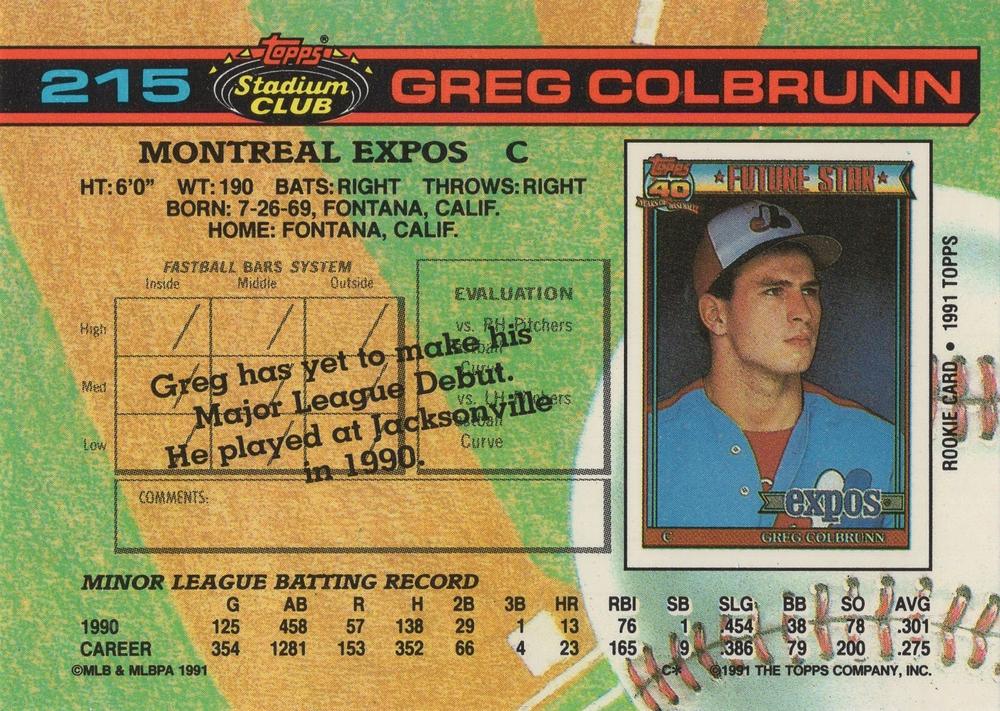 215
Topps®
Stadium
CLUB
GREG COLBRUNN
MONTREAL EXPOS C
HT: 6'0" WT: 190 BATS: RIGHT THROWS: RIGHT
BORN: 7-26-69, FONTANA, CALIF.
HOME: FONTANA, CALIF.
FASTBALL BARS SYSTEM
Inside Middle Outside
High
Med
Low
EVALUATION
vs. RH Pitchers
Curve
Curve
Greg has yet to make his
Major League Debut.
He played at Jacksonville
in 1990.
COMMENTS:
Topps
40
YEARS OF BASEBALL
FUTURE STAR
expos
C GREG COLBRUNN
ROOKIE CARD • 1991 TOPPS
MINOR LEAGUE BATTING RECORD
G AB R H 2B 3B HR RBI SB SLG BB SO AVG
1990 125 458 57 138 29 1 13 76 1 .454 38 78 .301
CAREER 354 1281 153 352 66 4 23 165 9 .386 79 200 .275
©MLB & MLBPA 1991 C* ©1991 THE TOPPS COMPANY, INC.